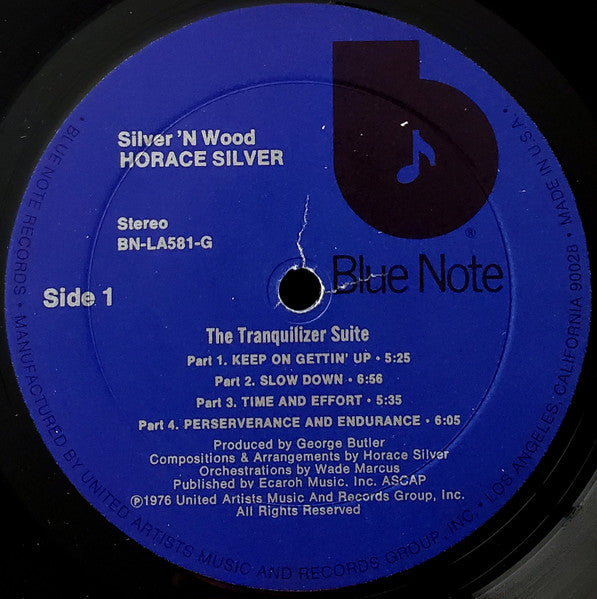 Silver 'N Wood
HORACE SILVER
Stereo
BN-LA581-G
®
Blue Note
Side 1
The Tranquilizer Suite
Part 1. KEEP ON GETTIN' UP • 5:25
Part 2. SLOW DOWN • 6:56
Part 3. TIME AND EFFORT • 5:35
Part 4. PERSERVERANCE AND ENDURANCE • 6:05
Produced by George Butler
Compositions & Arrangements by Horace Silver
Orchestrations by Wade Marcus
Published by Ecaroh Music, Inc. ASCAP
℗1976 United Artists Music And Records Group, Inc.
All Rights Reserved
• BLUE NOTE RECORDS • MANUFACTURED BY UNITED ARTISTS MUSIC AND RECORDS GROUP, INC. • LOS ANGELES, CALIFORNIA 90028 • MADE IN U.S.A. •